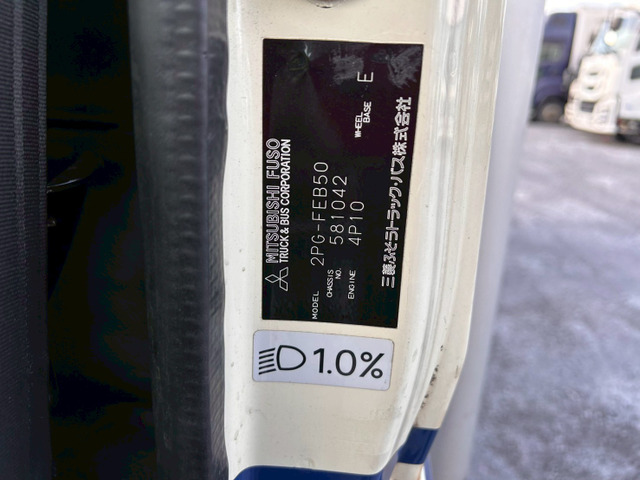 MITSUBISHI FUSO
TRUCK & BUS CORPORATION
MODEL 2PG-FEB50
CHASSIS NO. 581042
ENGINE 4P10 WHEEL BASE E
三菱ふそうトラック・バス株式会社
1.0%